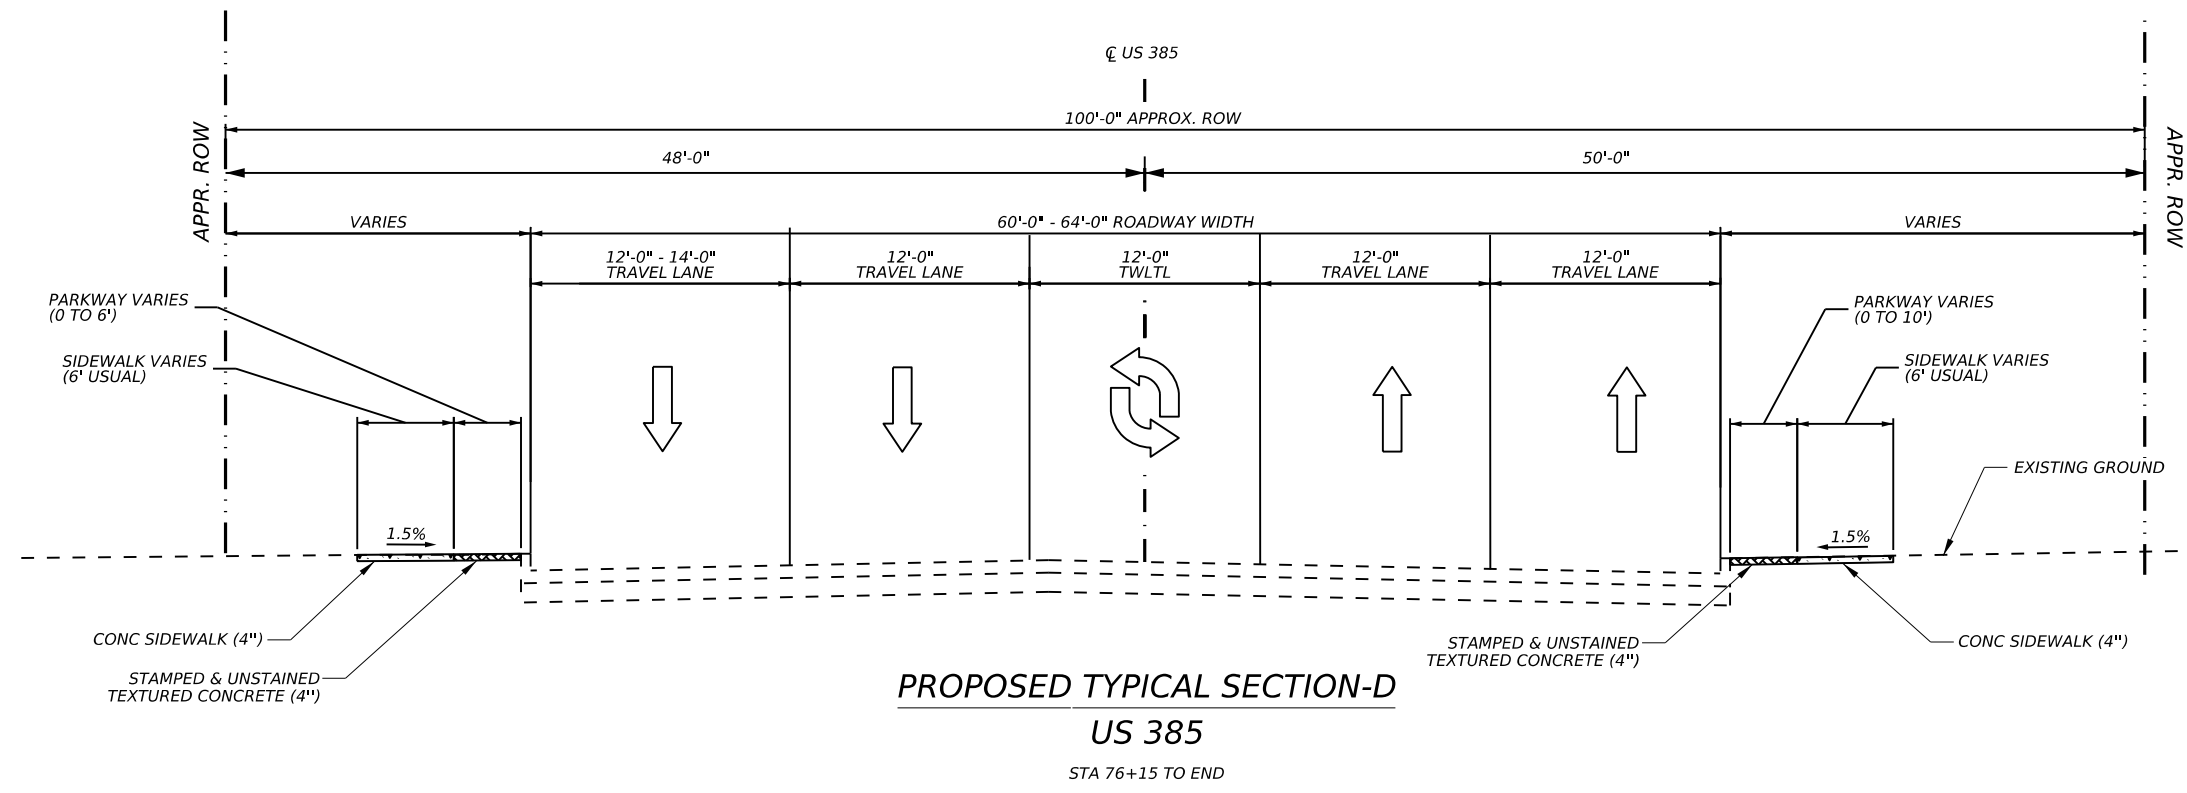 ℄ US 385
100'-0" APPROX. ROW
48'-0"
50'-0"
APPR. ROW
APPR. ROW
VARIES
60'-0" - 64'-0" ROADWAY WIDTH
VARIES
12'-0" - 14'-0"
TRAVEL LANE
12'-0"
TRAVEL LANE
12'-0"
TWLTL
12'-0"
TRAVEL LANE
12'-0"
TRAVEL LANE
PARKWAY VARIES
(0 TO 6')
SIDEWALK VARIES
(6' USUAL)
PARKWAY VARIES
(0 TO 10')
SIDEWALK VARIES
(6' USUAL)
EXISTING GROUND
1.5%
1.5%
CONC SIDEWALK (4")
STAMPED & UNSTAINED
TEXTURED CONCRETE (4")
STAMPED & UNSTAINED
TEXTURED CONCRETE (4")
CONC SIDEWALK (4")
PROPOSED TYPICAL SECTION-D
US 385
STA 76+15 TO END